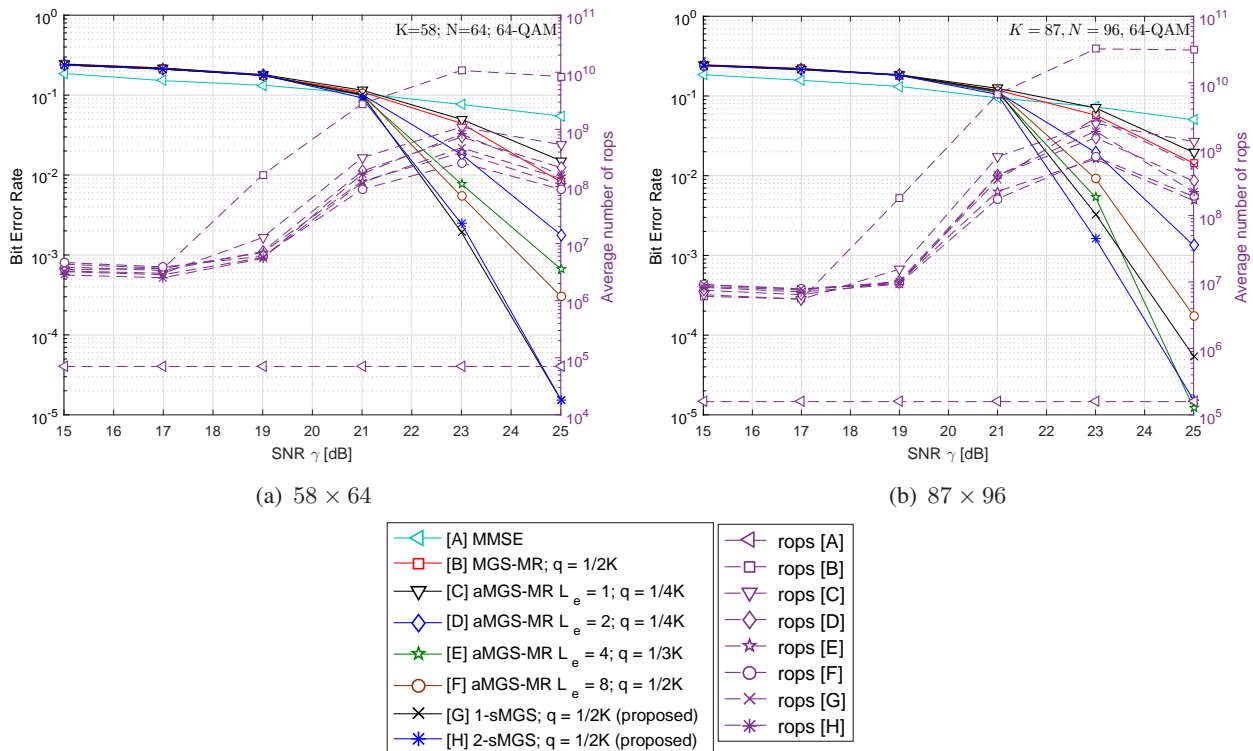 K=58; N=64; 64-QAM
10^0
10^-1
10^-2
10^-3
10^-4
10^-5
Bit Error Rate
10^11
10^10
10^9
10^8
10^7
10^6
10^5
10^4
Average number of rops
15 16 17 18 19 20 21 22 23 24 25
SNR γ [dB]
(a) 58 × 64
K = 87, N = 96, 64-QAM
10^0
10^-1
10^-2
10^-3
10^-4
10^-5
Bit Error Rate
10^11
10^10
10^9
10^8
10^7
10^6
10^5
Average number of rops
15 16 17 18 19 20 21 22 23 24 25
SNR γ [dB]
(b) 87 × 96
[A] MMSE
[B] MGS-MR; q = 1/2K
[C] aMGS-MR L_e = 1; q = 1/4K
[D] aMGS-MR L_e = 2; q = 1/4K
[E] aMGS-MR L_e = 4; q = 1/3K
[F] aMGS-MR L_e = 8; q = 1/2K
[G] 1-sMGS; q = 1/2K (proposed)
[H] 2-sMGS; q = 1/2K (proposed)
rops [A]
rops [B]
rops [C]
rops [D]
rops [E]
rops [F]
rops [G]
rops [H]